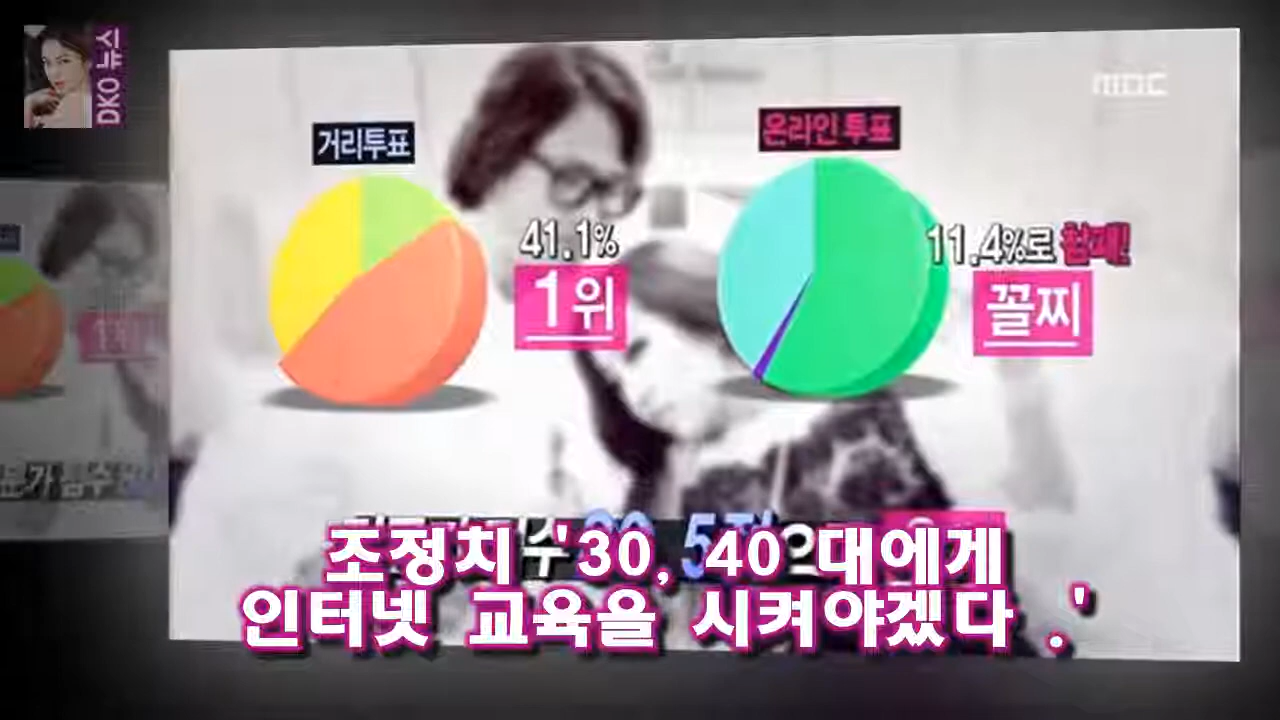 DKO 뉴스
mbc
거리투표
온라인 투표
41.1%
1위
11.4%로 참패!
꼴찌
조정치 '30, 40 대에게
인터넷 교육을 시켜야겠다 .'